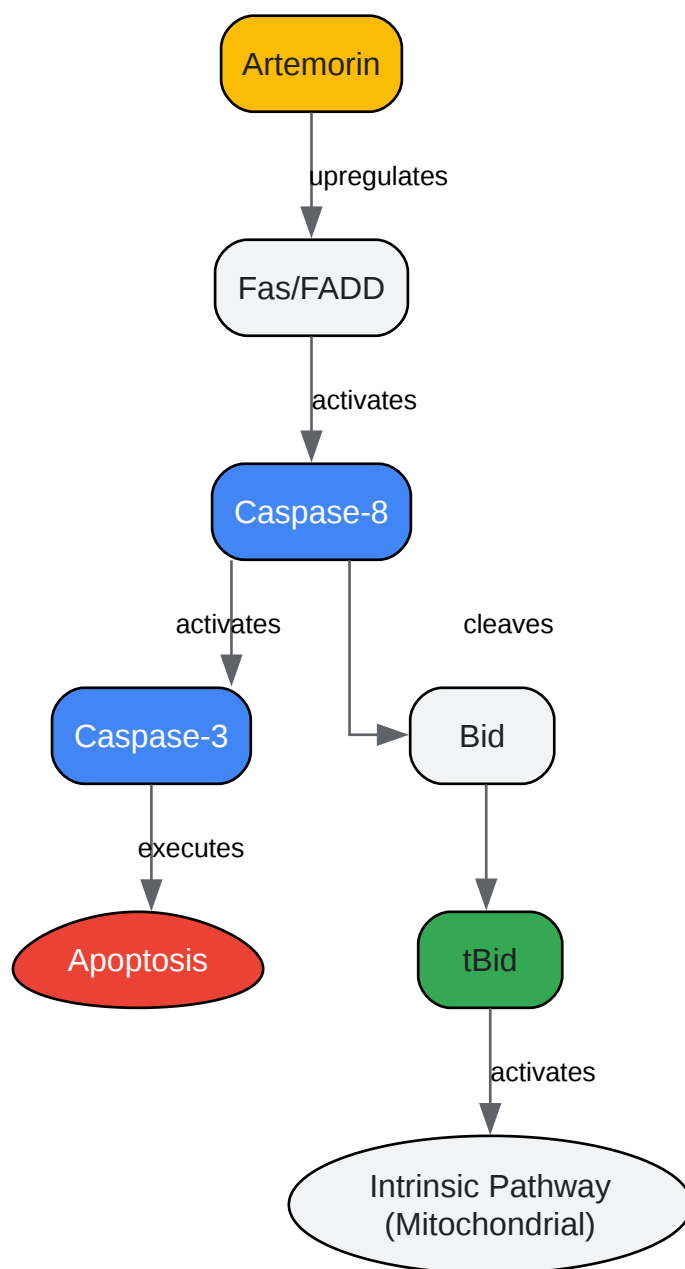 Artemorin
upregulates
Fas/FADD
activates
Caspase-8
activates
cleaves
Caspase-3
Bid
executes
Apoptosis
tBid
activates
Intrinsic Pathway
(Mitochondrial)